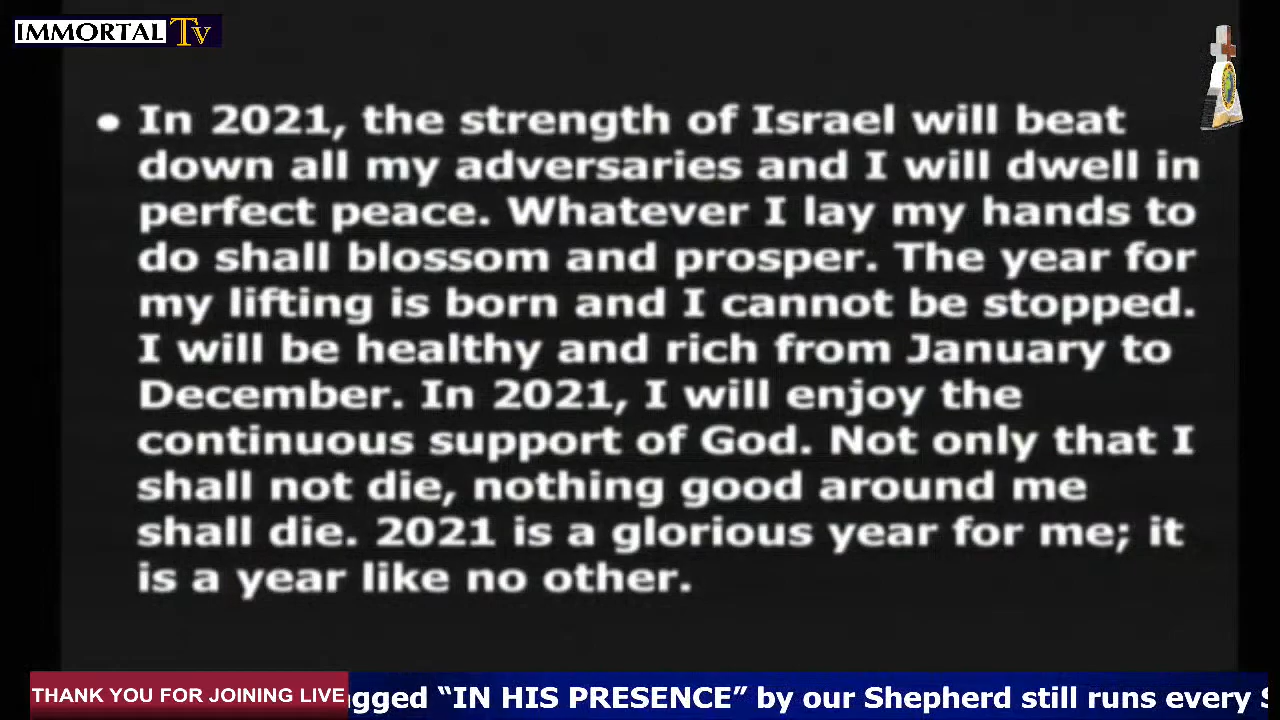 IMMORTAL Tv
• In 2021, the strength of Israel will beat
down all my adversaries and I will dwell in
perfect peace. Whatever I lay my hands to
do shall blossom and prosper. The year for
my lifting is born and I cannot be stopped.
I will be healthy and rich from January to
December. In 2021, I will enjoy the
continuous support of God. Not only that I
shall not die, nothing good around me
shall die. 2021 is a glorious year for me; it
is a year like no other.
THANK YOU FOR JOINING LIVE
gged “IN HIS PRESENCE” by our Shepherd still runs every S